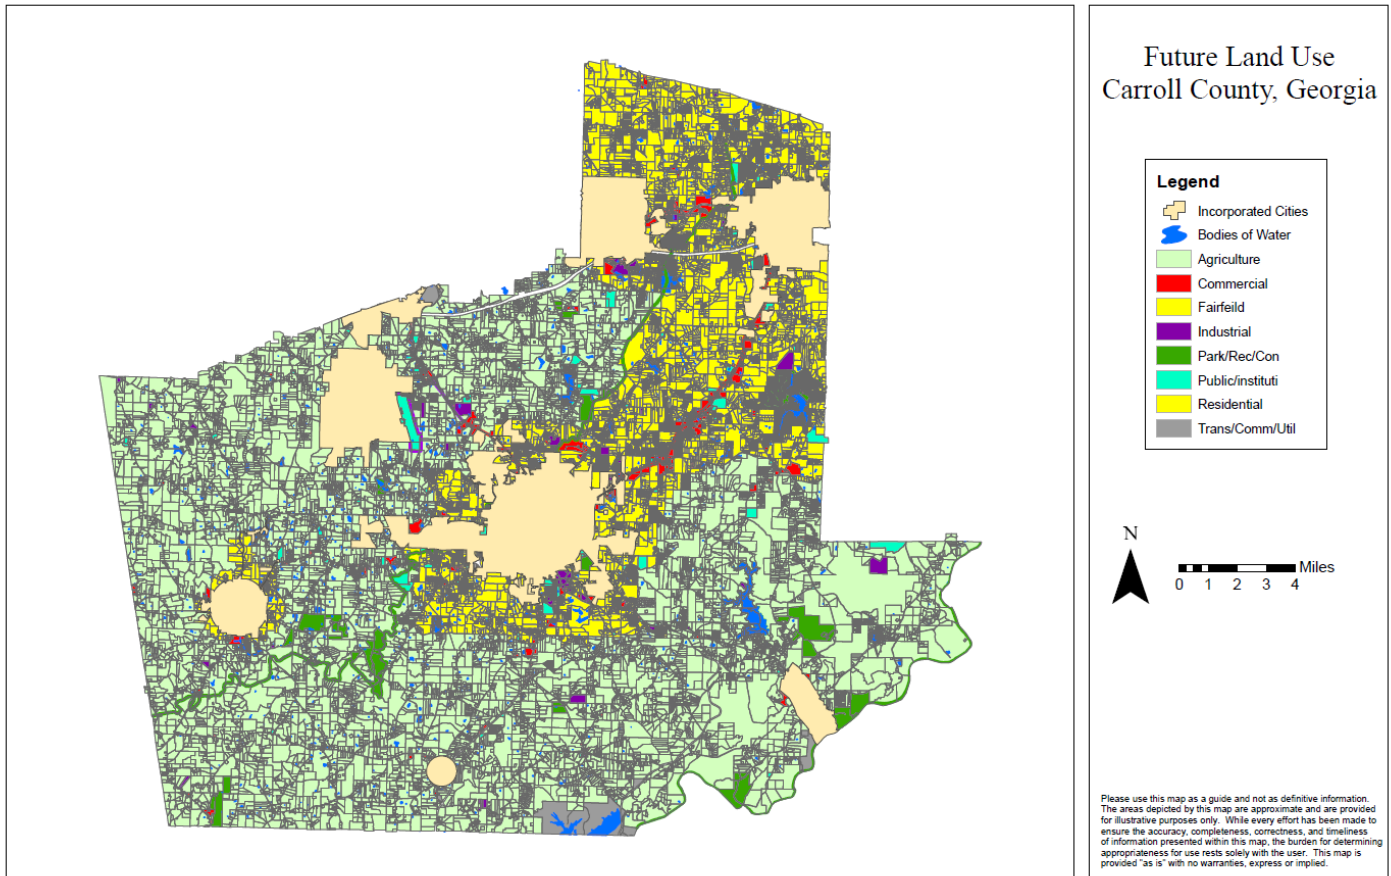 Future Land Use
Carroll County, Georgia
Legend
Incorporated Cities
Bodies of Water
Agriculture
Commercial
Fairfeild
Industrial
Park/Rec/Con
Public/instituti
Residential
Trans/Comm/Util
N
Miles
0 1 2 3 4
Please use this map as a guide and not as definitive information.
The areas depicted by this map are approximate and are provided
for illustrative purposes only. While every effort has been made to
ensure the accuracy, completeness, correctness, and timeliness
of information presented within this map, the burden for determining
appropriateness for use rests solely with the user. This map is
provided "as is" with no warranties, express or implied.